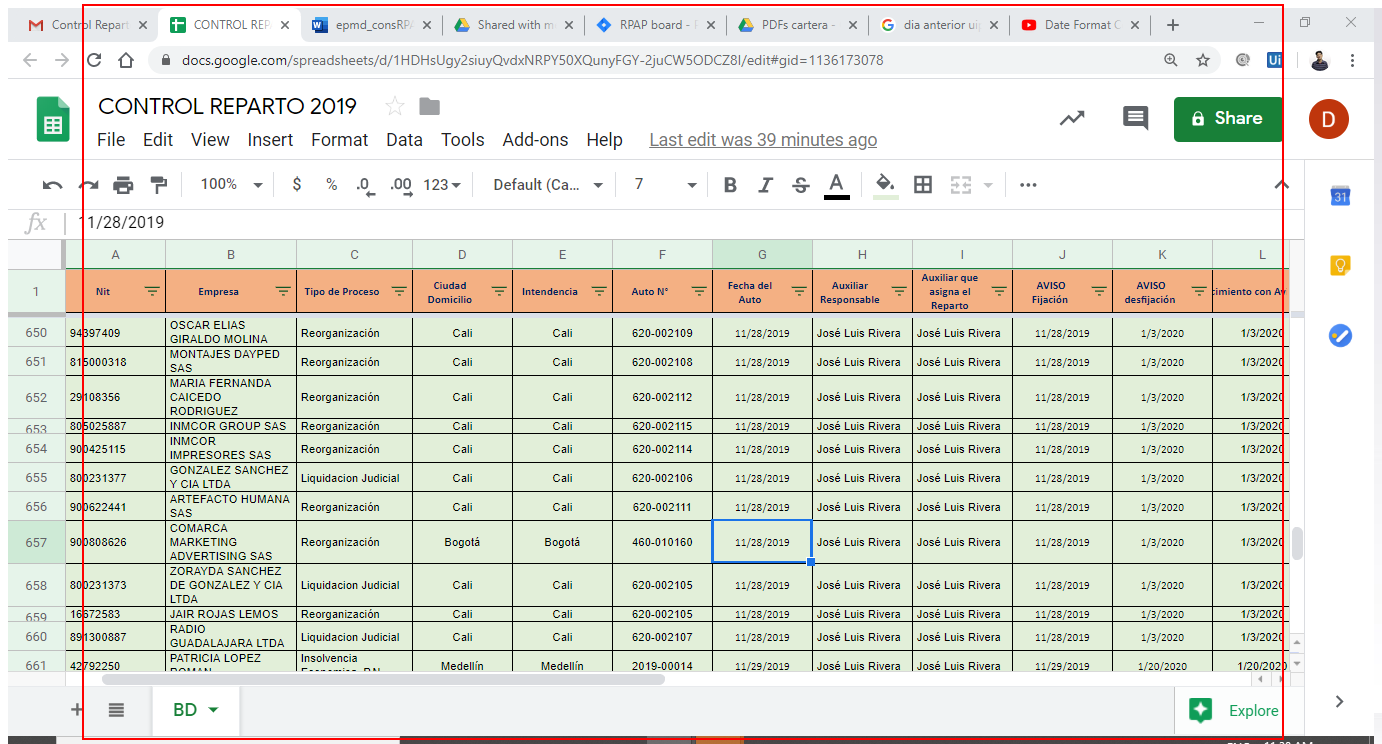 Control Repart
CONTROL REP
epmd_consRPA
Shared with m
RPAP board -
PDFs cartera -
dia anterior ui
Date Format C
docs.google.com/spreadsheets/d/1HDHsUgy2siuyQvdxNRPY50XQunyFGY-2juCW5ODCZ8I/edit#gid=1136173078
Ui
CONTROL REPARTO 2019
Share
D
File Edit View Insert Format Data Tools Add-ons Help Last edit was 39 minutes ago
100% $ % .0 .00 123 Default (Ca... 7 B I S A
31
fx 11/28/2019
A B C D E F G H I J K L
1 Nit Empresa Tipo de Proceso Ciudad Domicilio Intendencia Auto N° Fecha del Auto Auxiliar Responsable Auxiliar que asigna el Reparto AVISO Fijación AVISO desfijación cimiento con Av
650 94397409 OSCAR ELIAS GIRALDO MOLINA Reorganización Cali Cali 620-002109 11/28/2019 José Luis Rivera José Luis Rivera 11/28/2019 1/3/2020 1/3/2020
651 815000318 MONTAJES DAYPED SAS Reorganización Cali Cali 620-002108 11/28/2019 José Luis Rivera José Luis Rivera 11/28/2019 1/3/2020 1/3/2020
652 29108356 MARIA FERNANDA CAICEDO RODRIGUEZ Reorganización Cali Cali 620-002112 11/28/2019 José Luis Rivera José Luis Rivera 11/28/2019 1/3/2020 1/3/2020
653 805025887 INMCOR GROUP SAS Reorganización Cali Cali 620-002115 11/28/2019 José Luis Rivera José Luis Rivera 11/28/2019 1/3/2020 1/3/2020
654 900425115 INMCOR IMPRESORES SAS Reorganización Cali Cali 620-002114 11/28/2019 José Luis Rivera José Luis Rivera 11/28/2019 1/3/2020 1/3/2020
655 800231377 GONZALEZ SANCHEZ Y CIA LTDA Liquidacion Judicial Cali Cali 620-002106 11/28/2019 José Luis Rivera José Luis Rivera 11/28/2019 1/3/2020 1/3/2020
656 900622441 ARTEFACTO HUMANA SAS Reorganización Cali Cali 620-002111 11/28/2019 José Luis Rivera José Luis Rivera 11/28/2019 1/3/2020 1/3/2020
657 900808626 COMARCA MARKETING ADVERTISING SAS Reorganización Bogotá Bogotá 460-010160 11/28/2019 José Luis Rivera José Luis Rivera 11/28/2019 1/3/2020 1/3/2020
658 800231373 ZORAYDA SANCHEZ DE GONZALEZ Y CIA LTDA Liquidacion Judicial Cali Cali 620-002105 11/28/2019 José Luis Rivera José Luis Rivera 11/28/2019 1/3/2020 1/3/2020
659 16672583 JAIR ROJAS LEMOS Reorganización Cali Cali 620-002105 11/28/2019 José Luis Rivera José Luis Rivera 11/28/2019 1/3/2020 1/3/2020
660 891300887 RADIO GUADALAJARA LTDA Liquidacion Judicial Cali Cali 620-002107 11/28/2019 José Luis Rivera José Luis Rivera 11/28/2019 1/3/2020 1/3/2020
661 42792250 PATRICIA LOPEZ Insolvencia Medellín Medellín 2019-00014 11/29/2019 José Luis Rivera José Luis Rivera 11/29/2019 1/20/2020 1/20/2020
BD
Explore